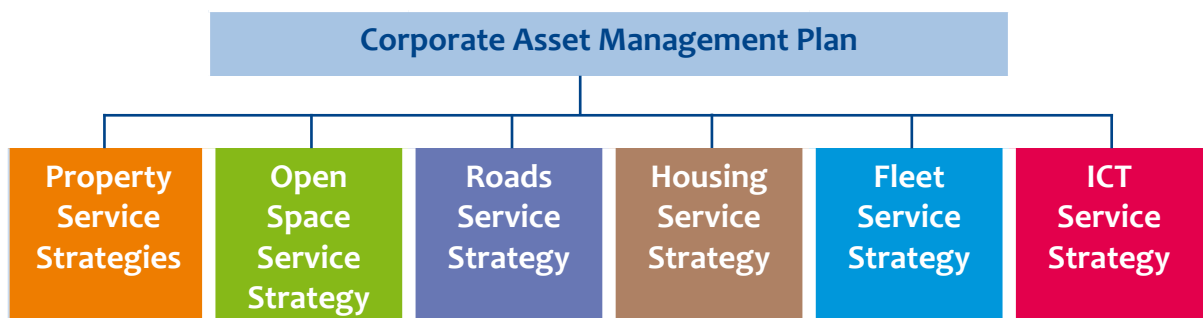 Corporate Asset Management Plan
Property
Service
Strategies
Open
Space
Service
Strategy
Roads
Service
Strategy
Housing
Service
Strategy
Fleet
Service
Strategy
ICT
Service
Strategy